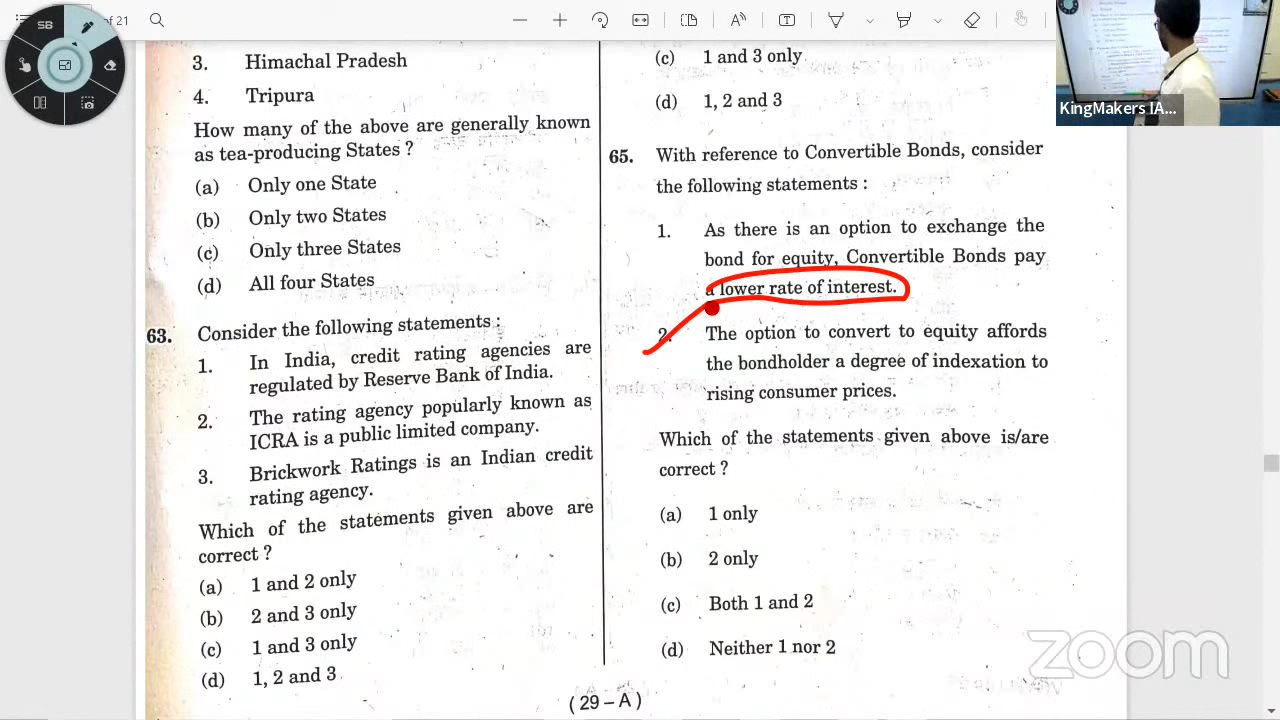 SB
of 21
KingMakers IA...
3. Himachal Pradesh
4. Tripura
How many of the above are generally known
as tea-producing States ?
(a) Only one State
(b) Only two States
(c) Only three States
(d) All four States
63. Consider the following statements :
1. In India, credit rating agencies are
regulated by Reserve Bank of India.
2. The rating agency popularly known as
ICRA is a public limited company.
3. Brickwork Ratings is an Indian credit
rating agency.
Which of the statements given above are
correct ?
(a) 1 and 2 only
(b) 2 and 3 only
(c) 1 and 3 only
(d) 1, 2 and 3
(c) 1 and 3 only
(d) 1, 2 and 3
65. With reference to Convertible Bonds, consider
the following statements :
1. As there is an option to exchange the
bond for equity, Convertible Bonds pay
a lower rate of interest.
2. The option to convert to equity affords
the bondholder a degree of indexation to
rising consumer prices.
Which of the statements given above is/are
correct ?
(a) 1 only
(b) 2 only
(c) Both 1 and 2
(d) Neither 1 nor 2
( 29 – A )
zoom